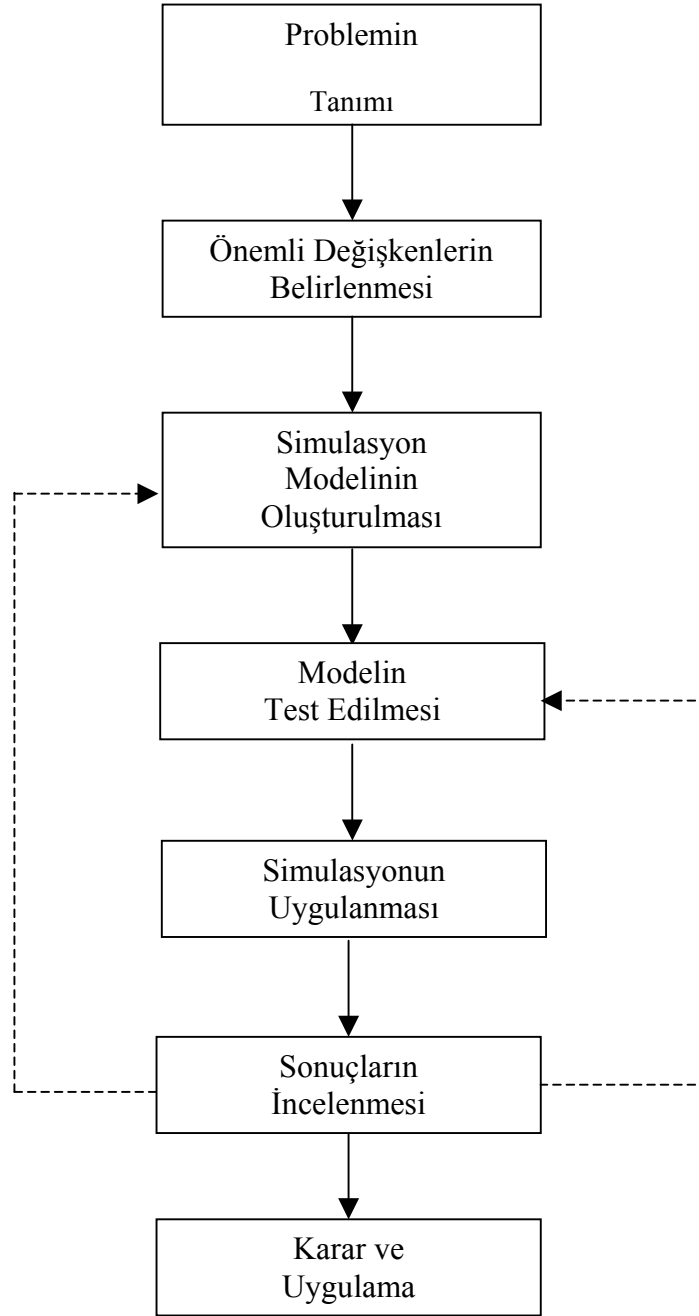 Problemin
Tanımı
Önemli Değişkenlerin
Belirlenmesi
Simulasyon
Modelinin
Oluşturulması
Modelin
Test Edilmesi
Simulasyonun
Uygulanması
Sonuçların
İncelenmesi
Karar ve
Uygulama